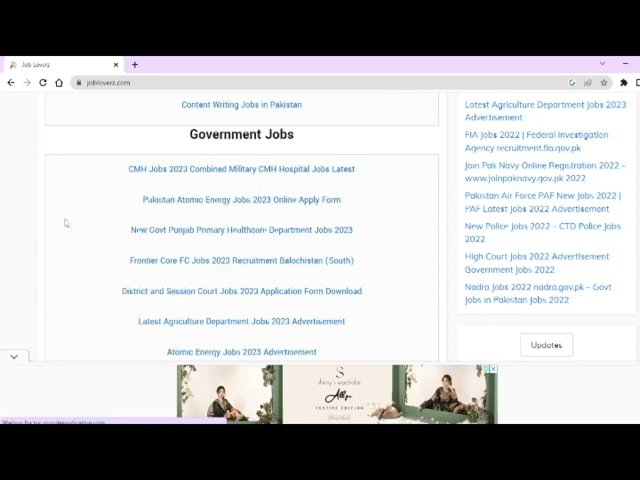 Job Loverz
jobloverz.com
Content Writing Jobs in Pakistan
Government Jobs
CMH Jobs 2023 Combined Military CMH Hospital Jobs Latest
Pakistan Atomic Energy Jobs 2023 Online Apply Form
New Govt Punjab Primary Healthcare Department Jobs 2023
Frontier Core FC Jobs 2023 Recruitment Balochistan (South)
District and Session Court Jobs 2023 Application Form Download
Latest Agriculture Department Jobs 2023 Advertisement
Atomic Energy Jobs 2023 Advertisement
Latest Agriculture Department Jobs 2023
Advertisement
FIA Jobs 2022 | Federal Investigation
Agency recruitment.fia.gov.pk
Join Pak Navy Online Registration 2022 –
www.joinpaknavy.gov.pk 2022
Pakistan Air Force PAF New Jobs 2022 |
PAF Latest Jobs 2022 Advertisement
New Police Jobs 2022 – CTD Police Jobs
2022
High Court Jobs 2022 Advertisement
Government Jobs 2022
Nadra Jobs 2022 nadra.gov.pk – Govt
Jobs in Pakistan Jobs 2022
Updates
S
FESTIVE EDITION